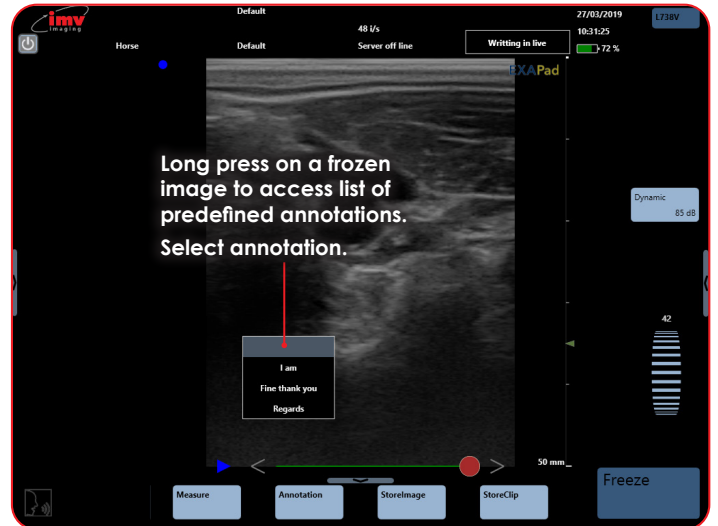 imv
imaging
Default
27/03/2019
L738V
48 i/s
10:31:25
Horse
Default
Server off line
Writting in live
72 %
EXAPad
Long press on a frozen
image to access list of
predefined annotations.
Select annotation.
Dynamic
85 dB
42
I am
Fine thank you
Regards
50 mm
Freeze
Measure
Annotation
StoreImage
StoreClip